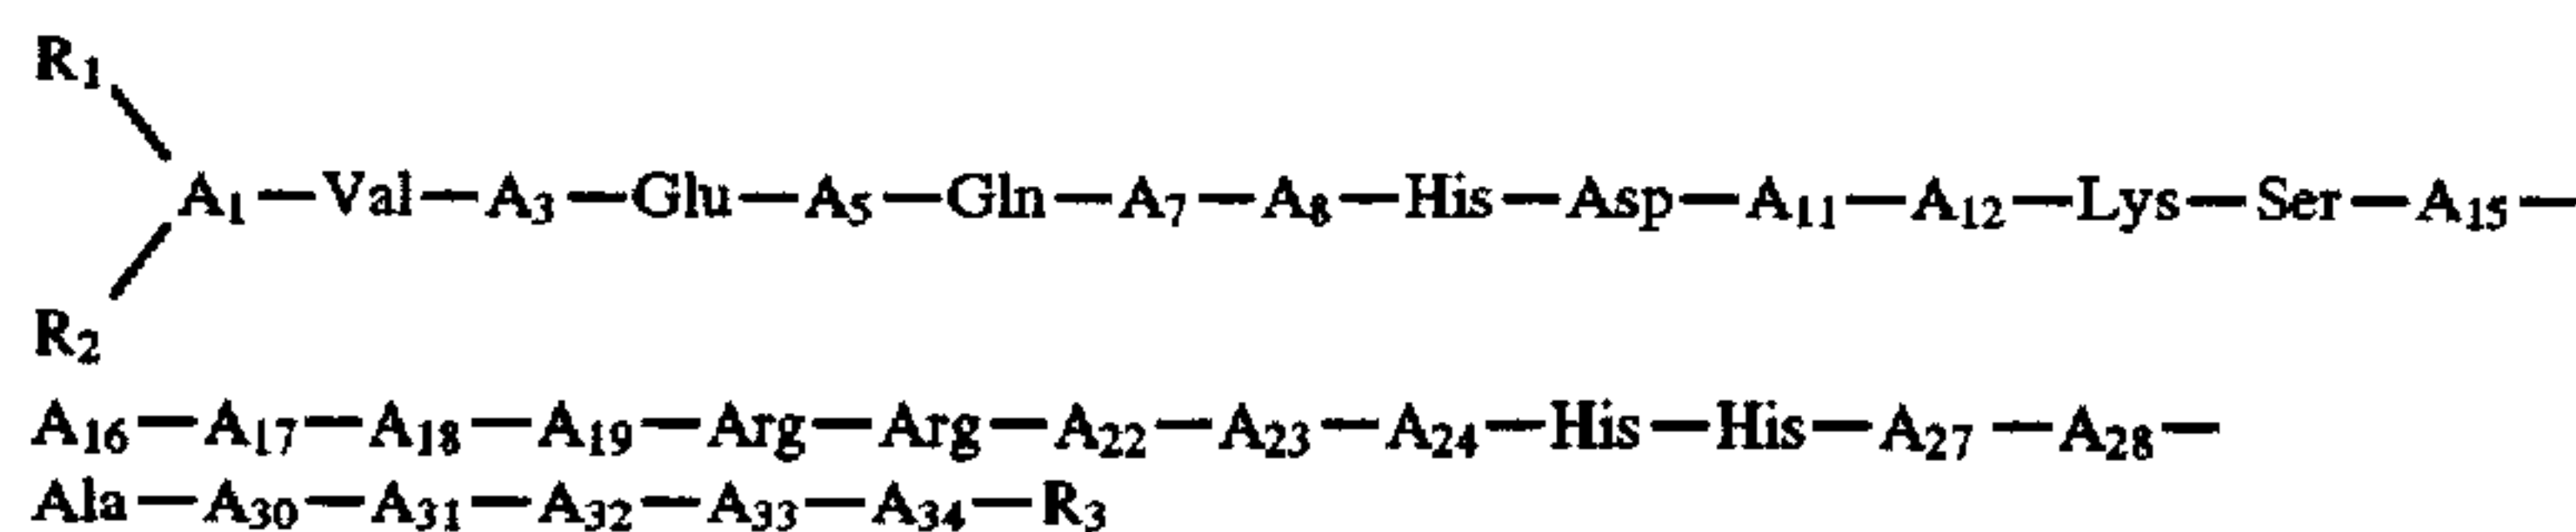 R₁
A₁—Val—A₃—Glu—A₅—Gln—A₇—A₈—His—Asp—A₁₁—A₁₂—Lys—Ser—A₁₅—
R₂
A₁₆—A₁₇—A₁₈—A₁₉—Arg—Arg—A₂₂—A₂₃—A₂₄—His—His—A₂₇—A₂₈—
Ala—A₃₀—A₃₁—A₃₂—A₃₃—A₃₄—R₃